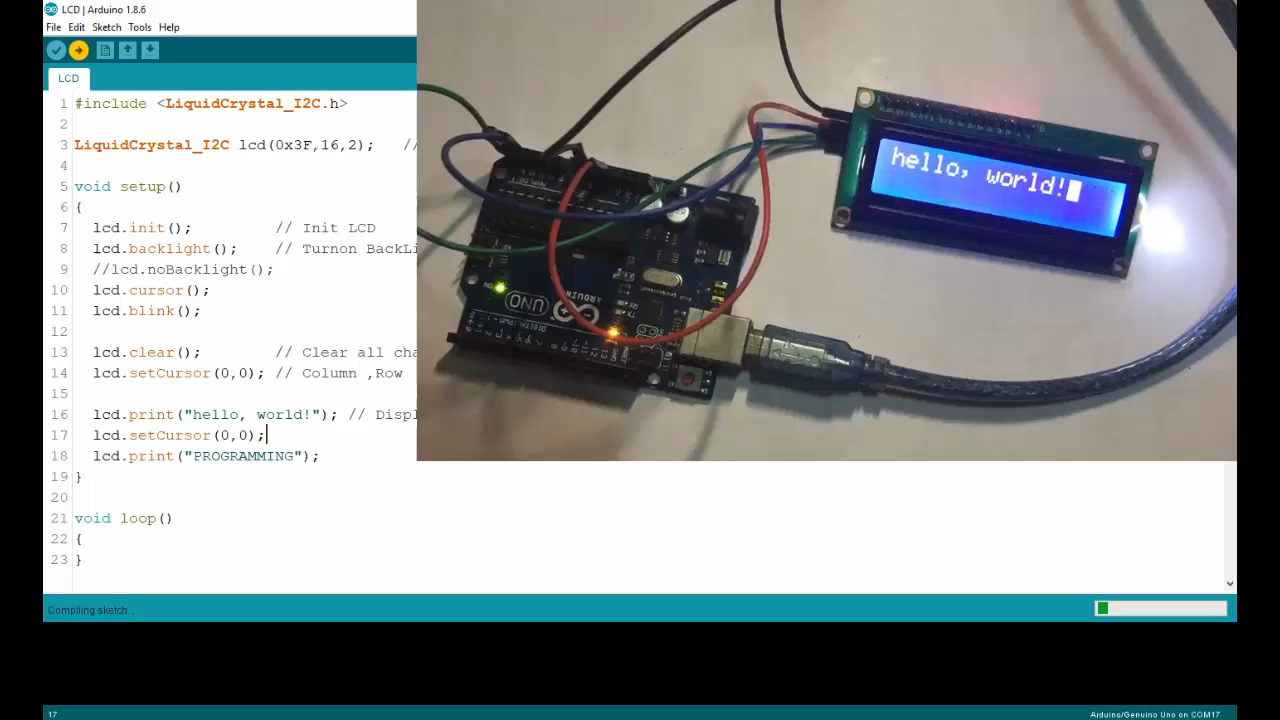 LCD | Arduino 1.8.6
File Edit Sketch Tools Help
LCD
1 #include <LiquidCrystal_I2C.h>
2
3 LiquidCrystal_I2C lcd(0x3F,16,2); //
4
5 void setup()
6 {
7 lcd.init(); // Init LCD
8 lcd.backlight(); // Turnon BackLi
9 //lcd.noBacklight();
10 lcd.cursor();
11 lcd.blink();
12
13 lcd.clear(); // Clear all cha
14 lcd.setCursor(0,0); // Column ,Row
15
16 lcd.print("hello, world!"); // Displ
17 lcd.setCursor(0,0);
18 lcd.print("PROGRAMMING");
19 }
20
21 void loop()
22 {
23 }
hello, world!
ON
UNO
ARDUINO
RX
TX
Compiling sketch...
17
Arduino/Genuino Uno on COM17